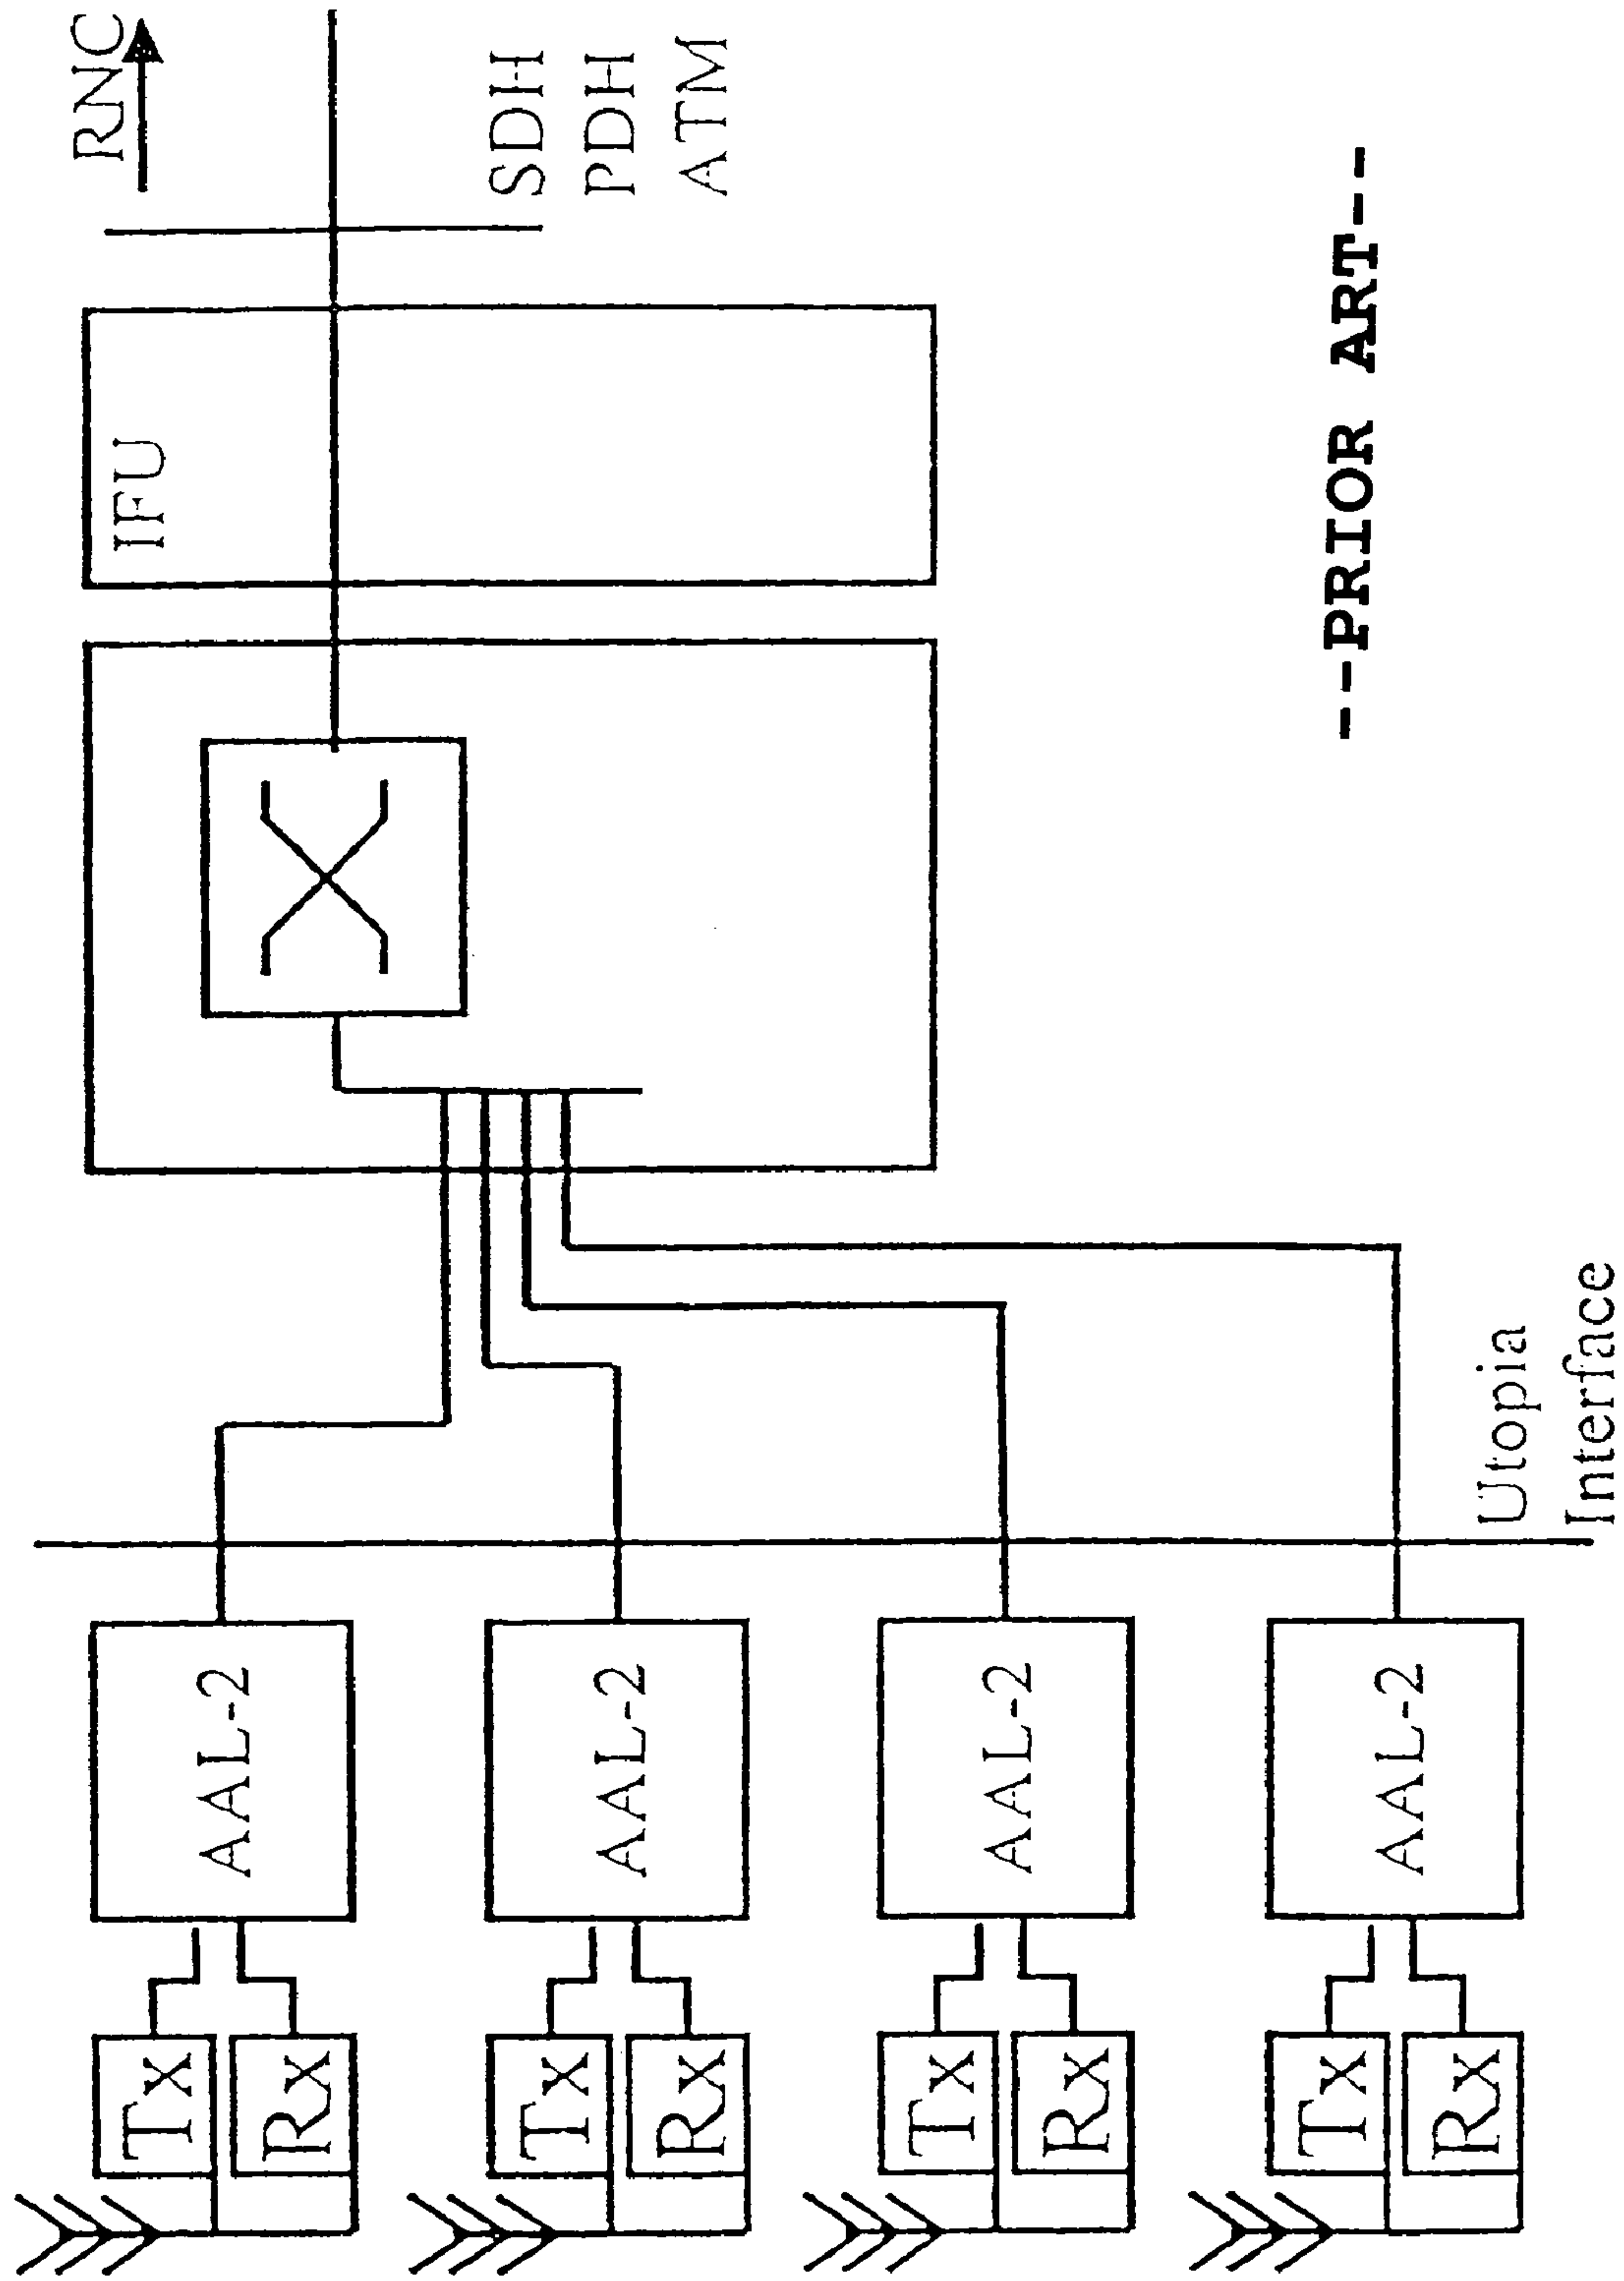 RNC
IFU
SDH
PDH
ATM
AAL-2
Tx
Rx
AAL-2
Tx
Rx
AAL-2
Tx
Rx
AAL-2
Tx
Rx
Utopia
Interface
--PRIOR ART--